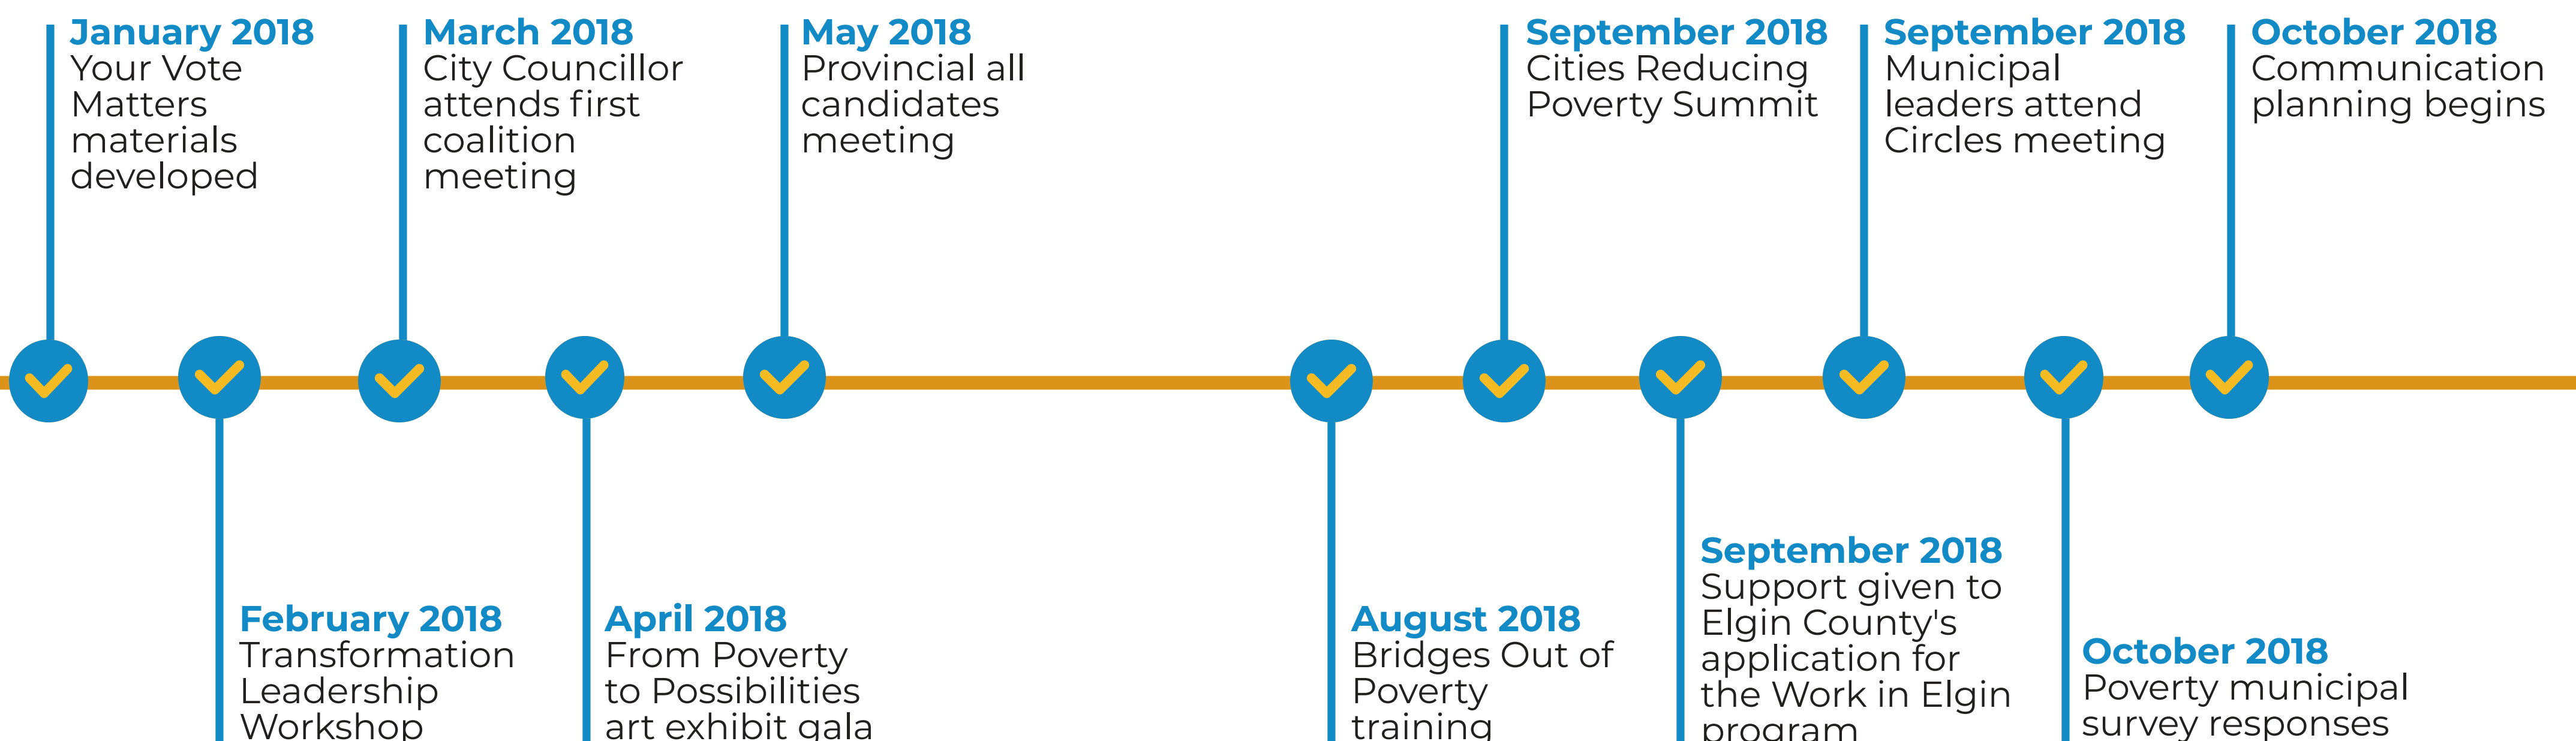 January 2018
Your Vote
Matters
materials
developed
February 2018
Transformation
Leadership
Workshop
March 2018
City Councillor
attends first
coalition
meeting
April 2018
From Poverty
to Possibilities
art exhibit gala
May 2018
Provincial all
candidates
meeting
August 2018
Bridges Out of
Poverty
training
September 2018
Cities Reducing
Poverty Summit
September 2018
Support given to
Elgin County's
application for
the Work in Elgin
program
September 2018
Municipal
leaders attend
Circles meeting
October 2018
Poverty municipal
survey responses
October 2018
Communication
planning begins